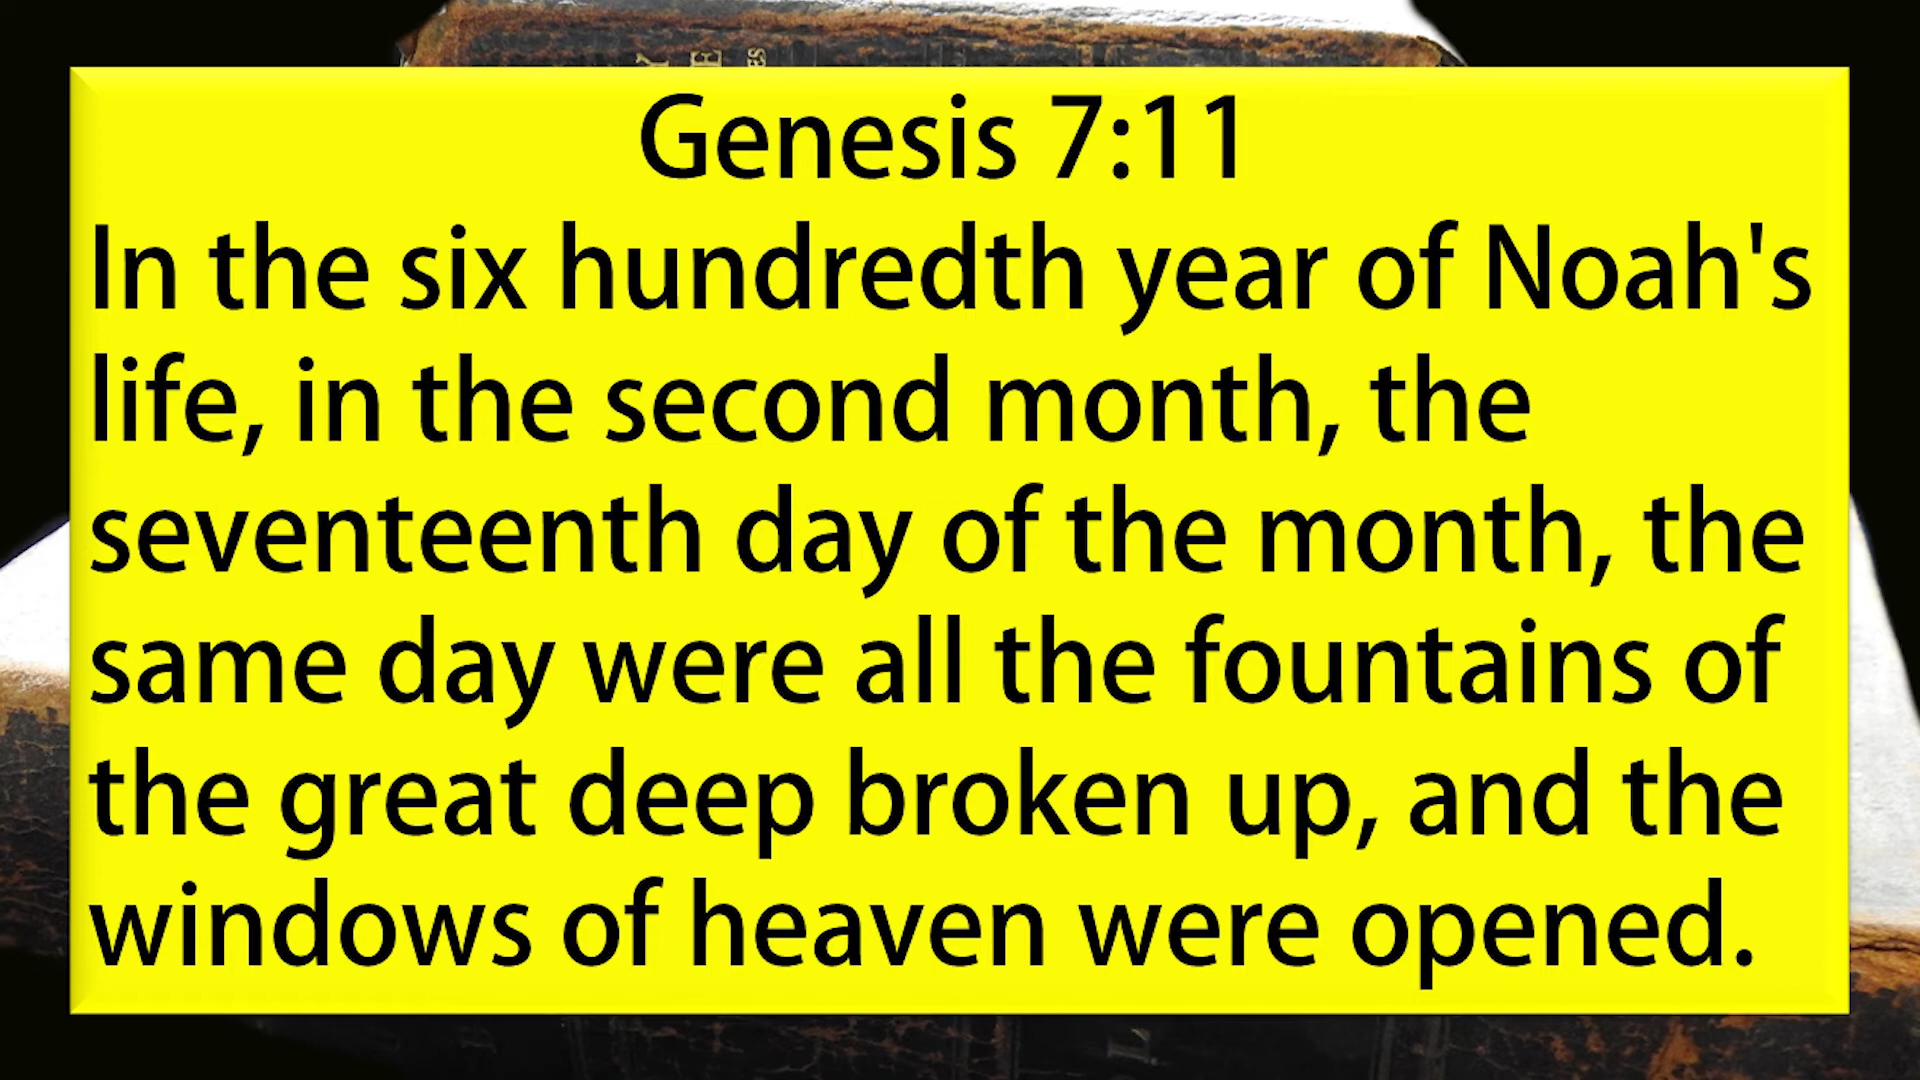 Genesis 7:11
In the six hundredth year of Noah's
life, in the second month, the
seventeenth day of the month, the
same day were all the fountains of
the great deep broken up, and the
windows of heaven were opened.